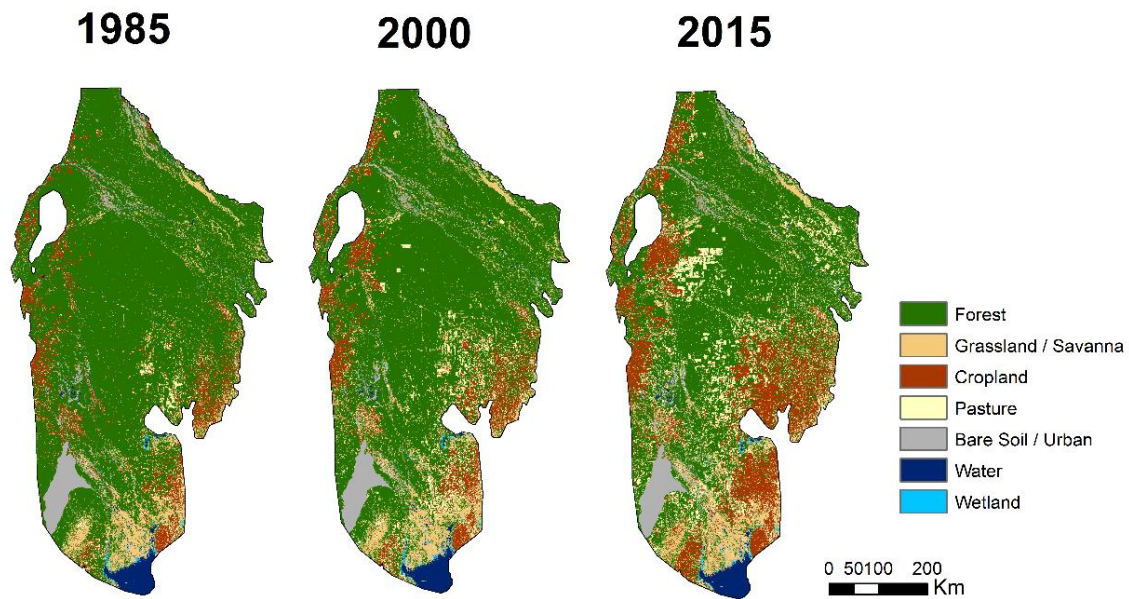 1985
2000
2015
Forest
Grassland / Savanna
Cropland
Pasture
Bare Soil / Urban
Water
Wetland
0 50100 200
Km